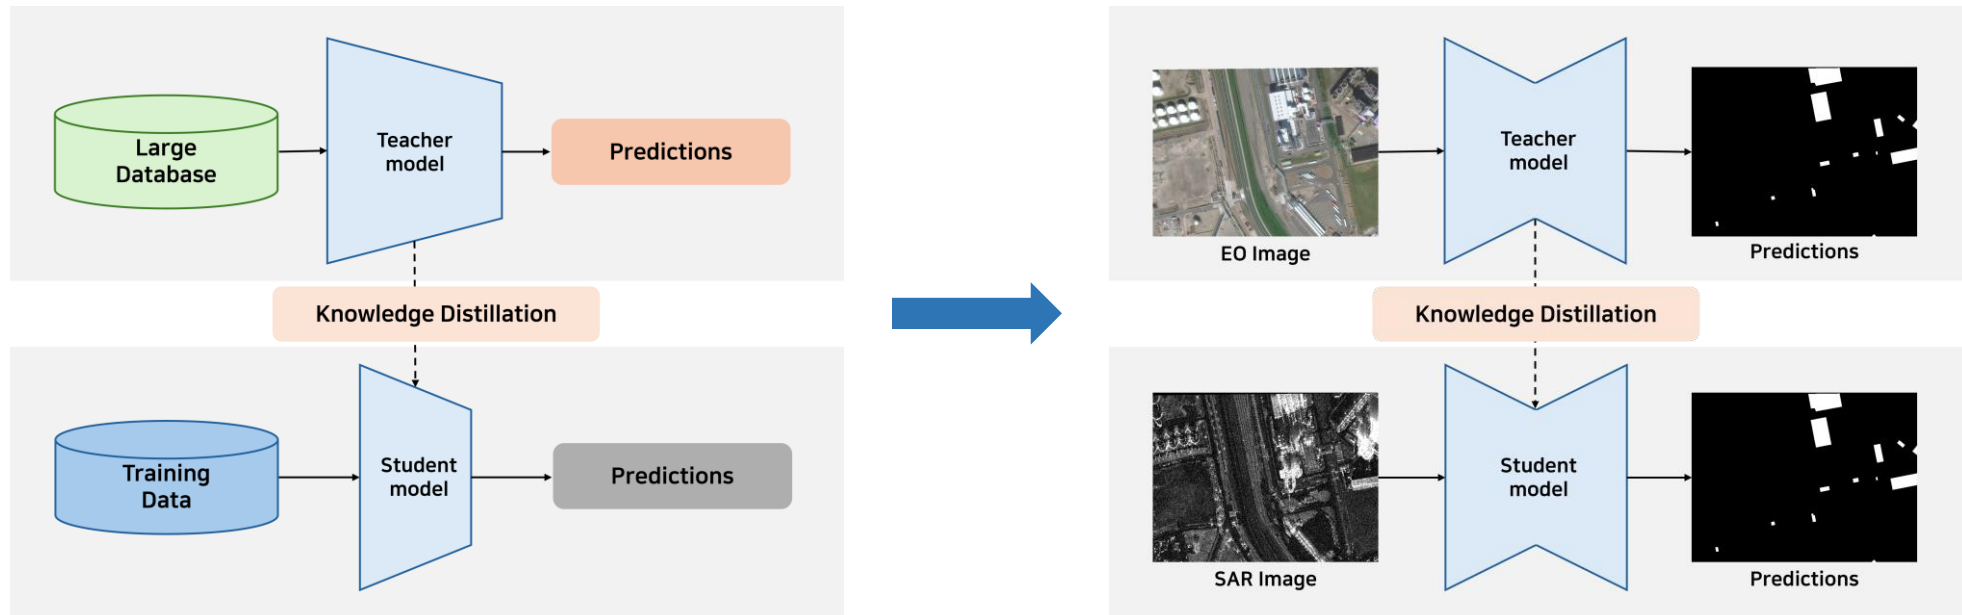 Large
Database
Teacher
model
Predictions
Knowledge Distillation
Training
Data
Student
model
Predictions
EO Image
Teacher
model
Predictions
Knowledge Distillation
SAR Image
Student
model
Predictions